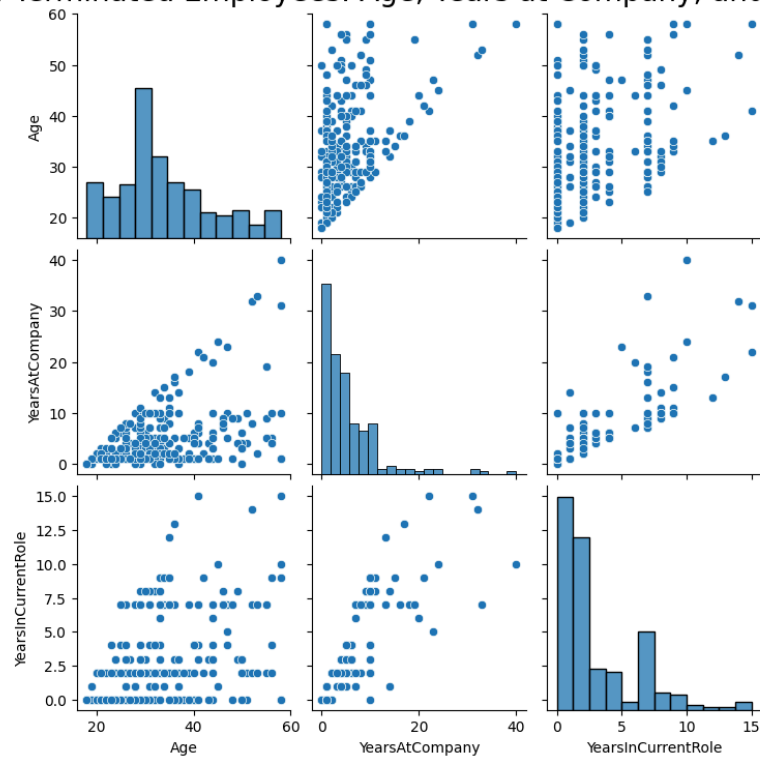 Terminated Employees: Age, Years at Company, and
60
50
40
30
20
Age
40
30
20
10
0
YearsAtCompany
15.0
12.5
10.0
7.5
5.0
2.5
0.0
YearsInCurrentRole
20 40 60
0 20 40
0 5 10 15
Age
YearsAtCompany
YearsInCurrentRole